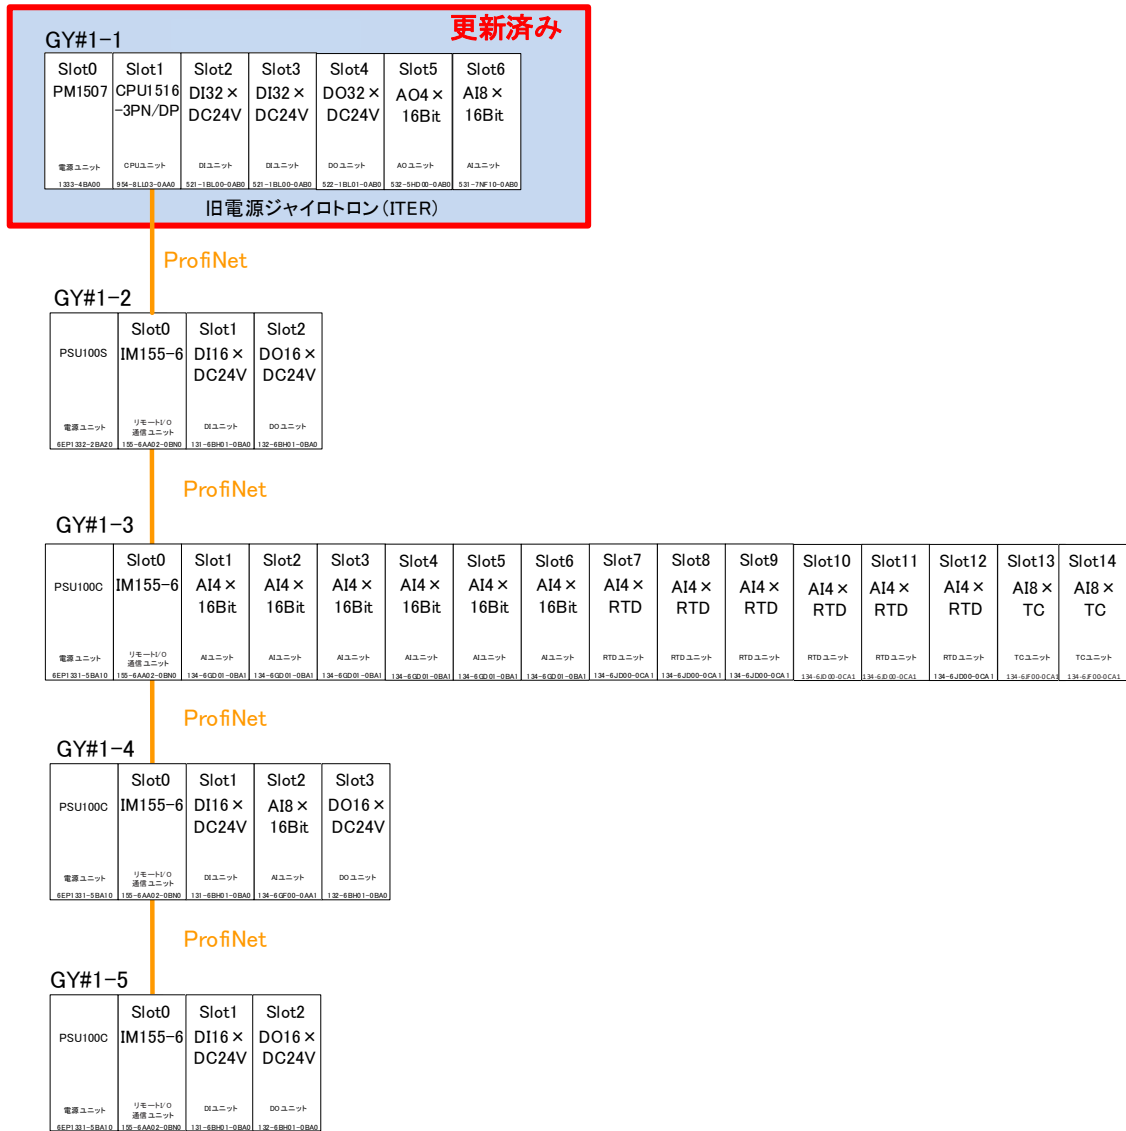 更新済み
GY#1-1
Slot0 Slot1 Slot2 Slot3 Slot4 Slot5 Slot6
PM1507 CPU1516 DI32× DI32× DO32× AO4× AI8×
-3PN/DP DC24V DC24V DC24V 16Bit 16Bit
電源ユニット CPUユニット DIユニット DIユニット DOユニット AOユニット AIユニット
1333-4BA00 954-8LL03-0AA0 521-1BL00-0AB0 521-1BL00-0AB0 522-1BL01-0AB0 532-5HD00-0AB0 531-7NF10-0AB0
旧電源ジャイロトロン(ITER)
ProfiNet
GY#1-2
Slot0 Slot1 Slot2
PSU100S IM155-6 DI16× DO16×
DC24V DC24V
電源ユニット リモートI/O 通信ユニット DIユニット DOユニット
6EP1332-2BA20 155-6AA02-0BN0 131-6BH01-0BA0 132-6BH01-0BA0
ProfiNet
GY#1-3
Slot0 Slot1 Slot2 Slot3 Slot4 Slot5 Slot6 Slot7 Slot8 Slot9 Slot10 Slot11 Slot12 Slot13 Slot14
PSU100C IM155-6 AI4× AI4× AI4× AI4× AI4× AI4× AI4× AI4× AI4× AI4× AI4× AI4× AI8× AI8×
16Bit 16Bit 16Bit 16Bit 16Bit 16Bit RTD RTD RTD RTD RTD RTD TC TC
電源ユニット リモートI/O 通信ユニット AIユニット AIユニット AIユニット AIユニット AIユニット AIユニット RTDユニット RTDユニット RTDユニット RTDユニット RTDユニット RTDユニット TCユニット TCユニット
6EP1331-5BA10 155-6AA02-0BN0 134-6GD01-0BA1 134-6GD01-0BA1 134-6GD01-0BA1 134-6GD01-0BA1 134-6GD01-0BA1 134-6GD01-0BA1 134-6JD00-0CA1 134-6JD00-0CA1 134-6JD00-0CA1 134-6JD00-0CA1 134-6JD00-0CA1 134-6JD00-0CA1 134-6JF00-0CA1 134-6JF00-0CA1
ProfiNet
GY#1-4
Slot0 Slot1 Slot2 Slot3
PSU100C IM155-6 DI16× AI8× DO16×
DC24V 16Bit DC24V
電源ユニット リモートI/O 通信ユニット DIユニット AIユニット DOユニット
6EP1331-5BA10 155-6AA02-0BN0 131-6BH01-0BA0 134-6GF00-0AA1 132-6BH01-0BA0
ProfiNet
GY#1-5
Slot0 Slot1 Slot2
PSU100C IM155-6 DI16× DO16×
DC24V DC24V
電源ユニット リモートI/O 通信ユニット DIユニット DOユニット
6EP1331-5BA10 155-6AA02-0BN0 131-6BH01-0BA0 132-6BH01-0BA0